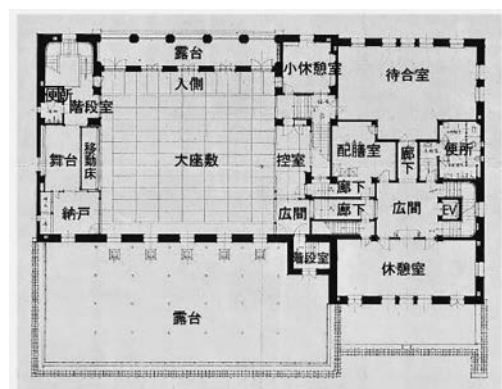 露台
小休憩室
待合室
入側
便所
階段室
舞台
移動床
大座敷
控室
配膳室
廊下
便所
納戸
広間
廊下
廊下
広間
EV
階段室
休憩室
露台